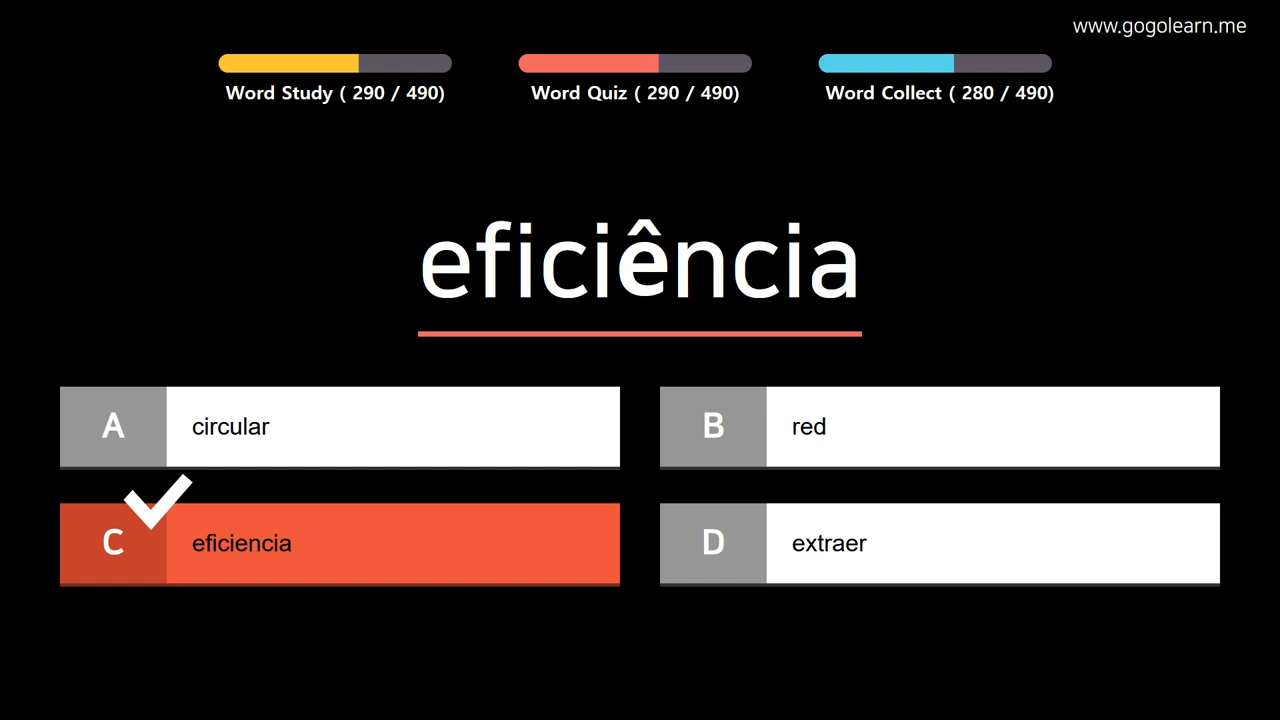 www.gogolearn.me
Word Study ( 290 / 490)
Word Quiz ( 290 / 490)
Word Collect ( 280 / 490)
eficiência
A circular
B red
C eficiencia
D extraer